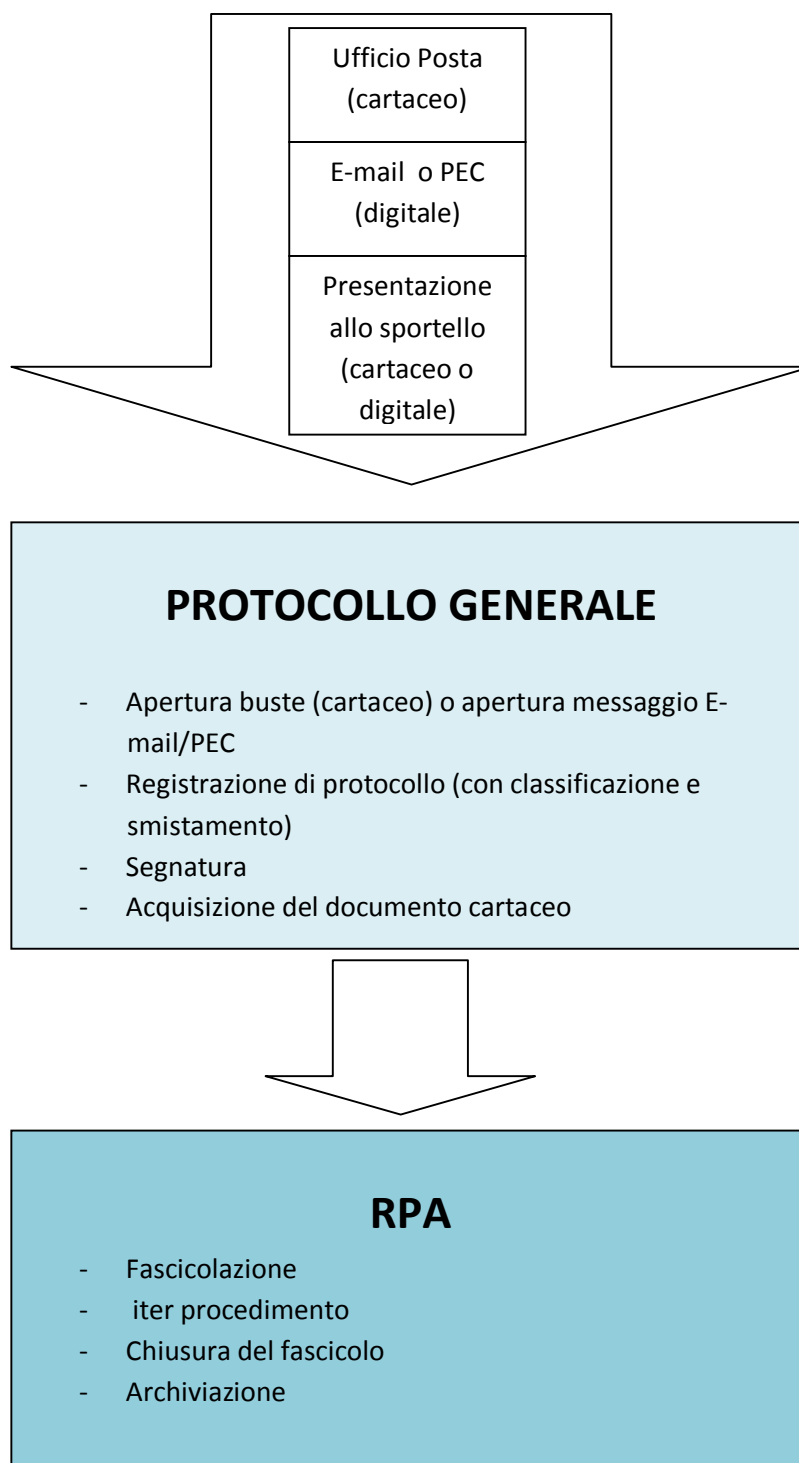 Ufficio Posta
(cartaceo)
E-mail o PEC
(digitale)
Presentazione
allo sportello
(cartaceo o
digitale)
PROTOCOLLO GENERALE
- Apertura buste (cartaceo) o apertura messaggio E-
mail/PEC
- Registrazione di protocollo (con classificazione e
smistamento)
- Segnatura
- Acquisizione del documento cartaceo
RPA
- Fascicolazione
- iter procedimento
- Chiusura del fascicolo
- Archiviazione